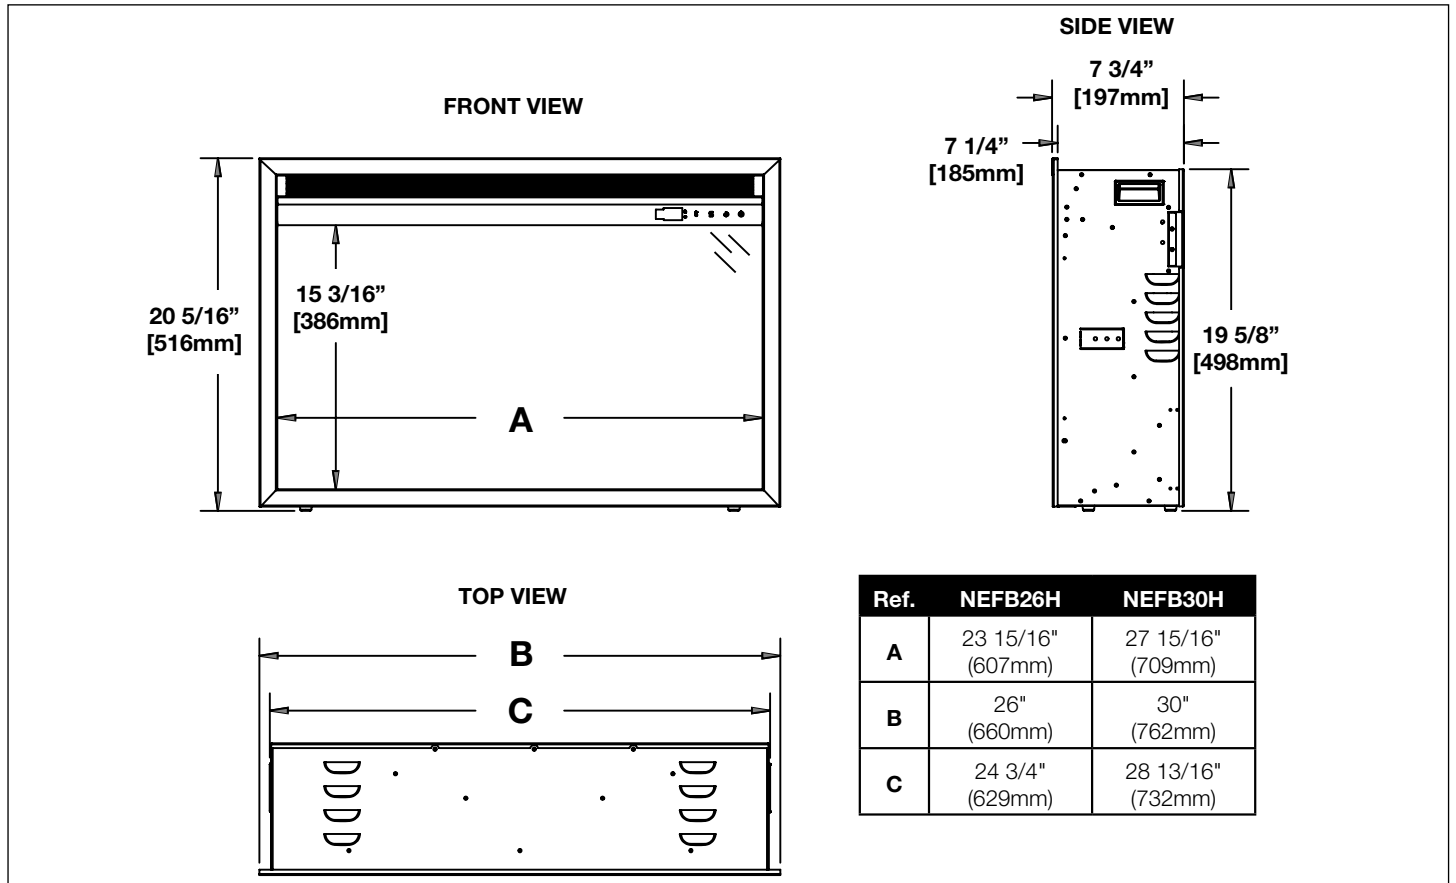 SIDE VIEW
7 3/4”
[197mm]
FRONT VIEW
7 1/4”
[185mm]
15 3/16”
[386mm]
20 5/16”
[516mm]
19 5/8”
[498mm]
A
TOP VIEW
B
C
Ref. NEFB26H NEFB30H
A 23 15/16" (607mm) 27 15/16" (709mm)
B 26" (660mm) 30" (762mm)
C 24 3/4" (629mm) 28 13/16" (732mm)